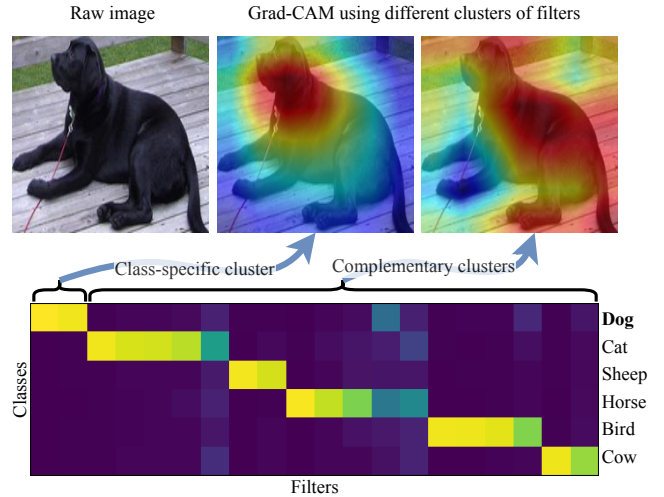 Raw image
Grad-CAM using different clusters of filters
Class-specific cluster
Complementary clusters
Classes
Dog
Cat
Sheep
Horse
Bird
Cow
Filters